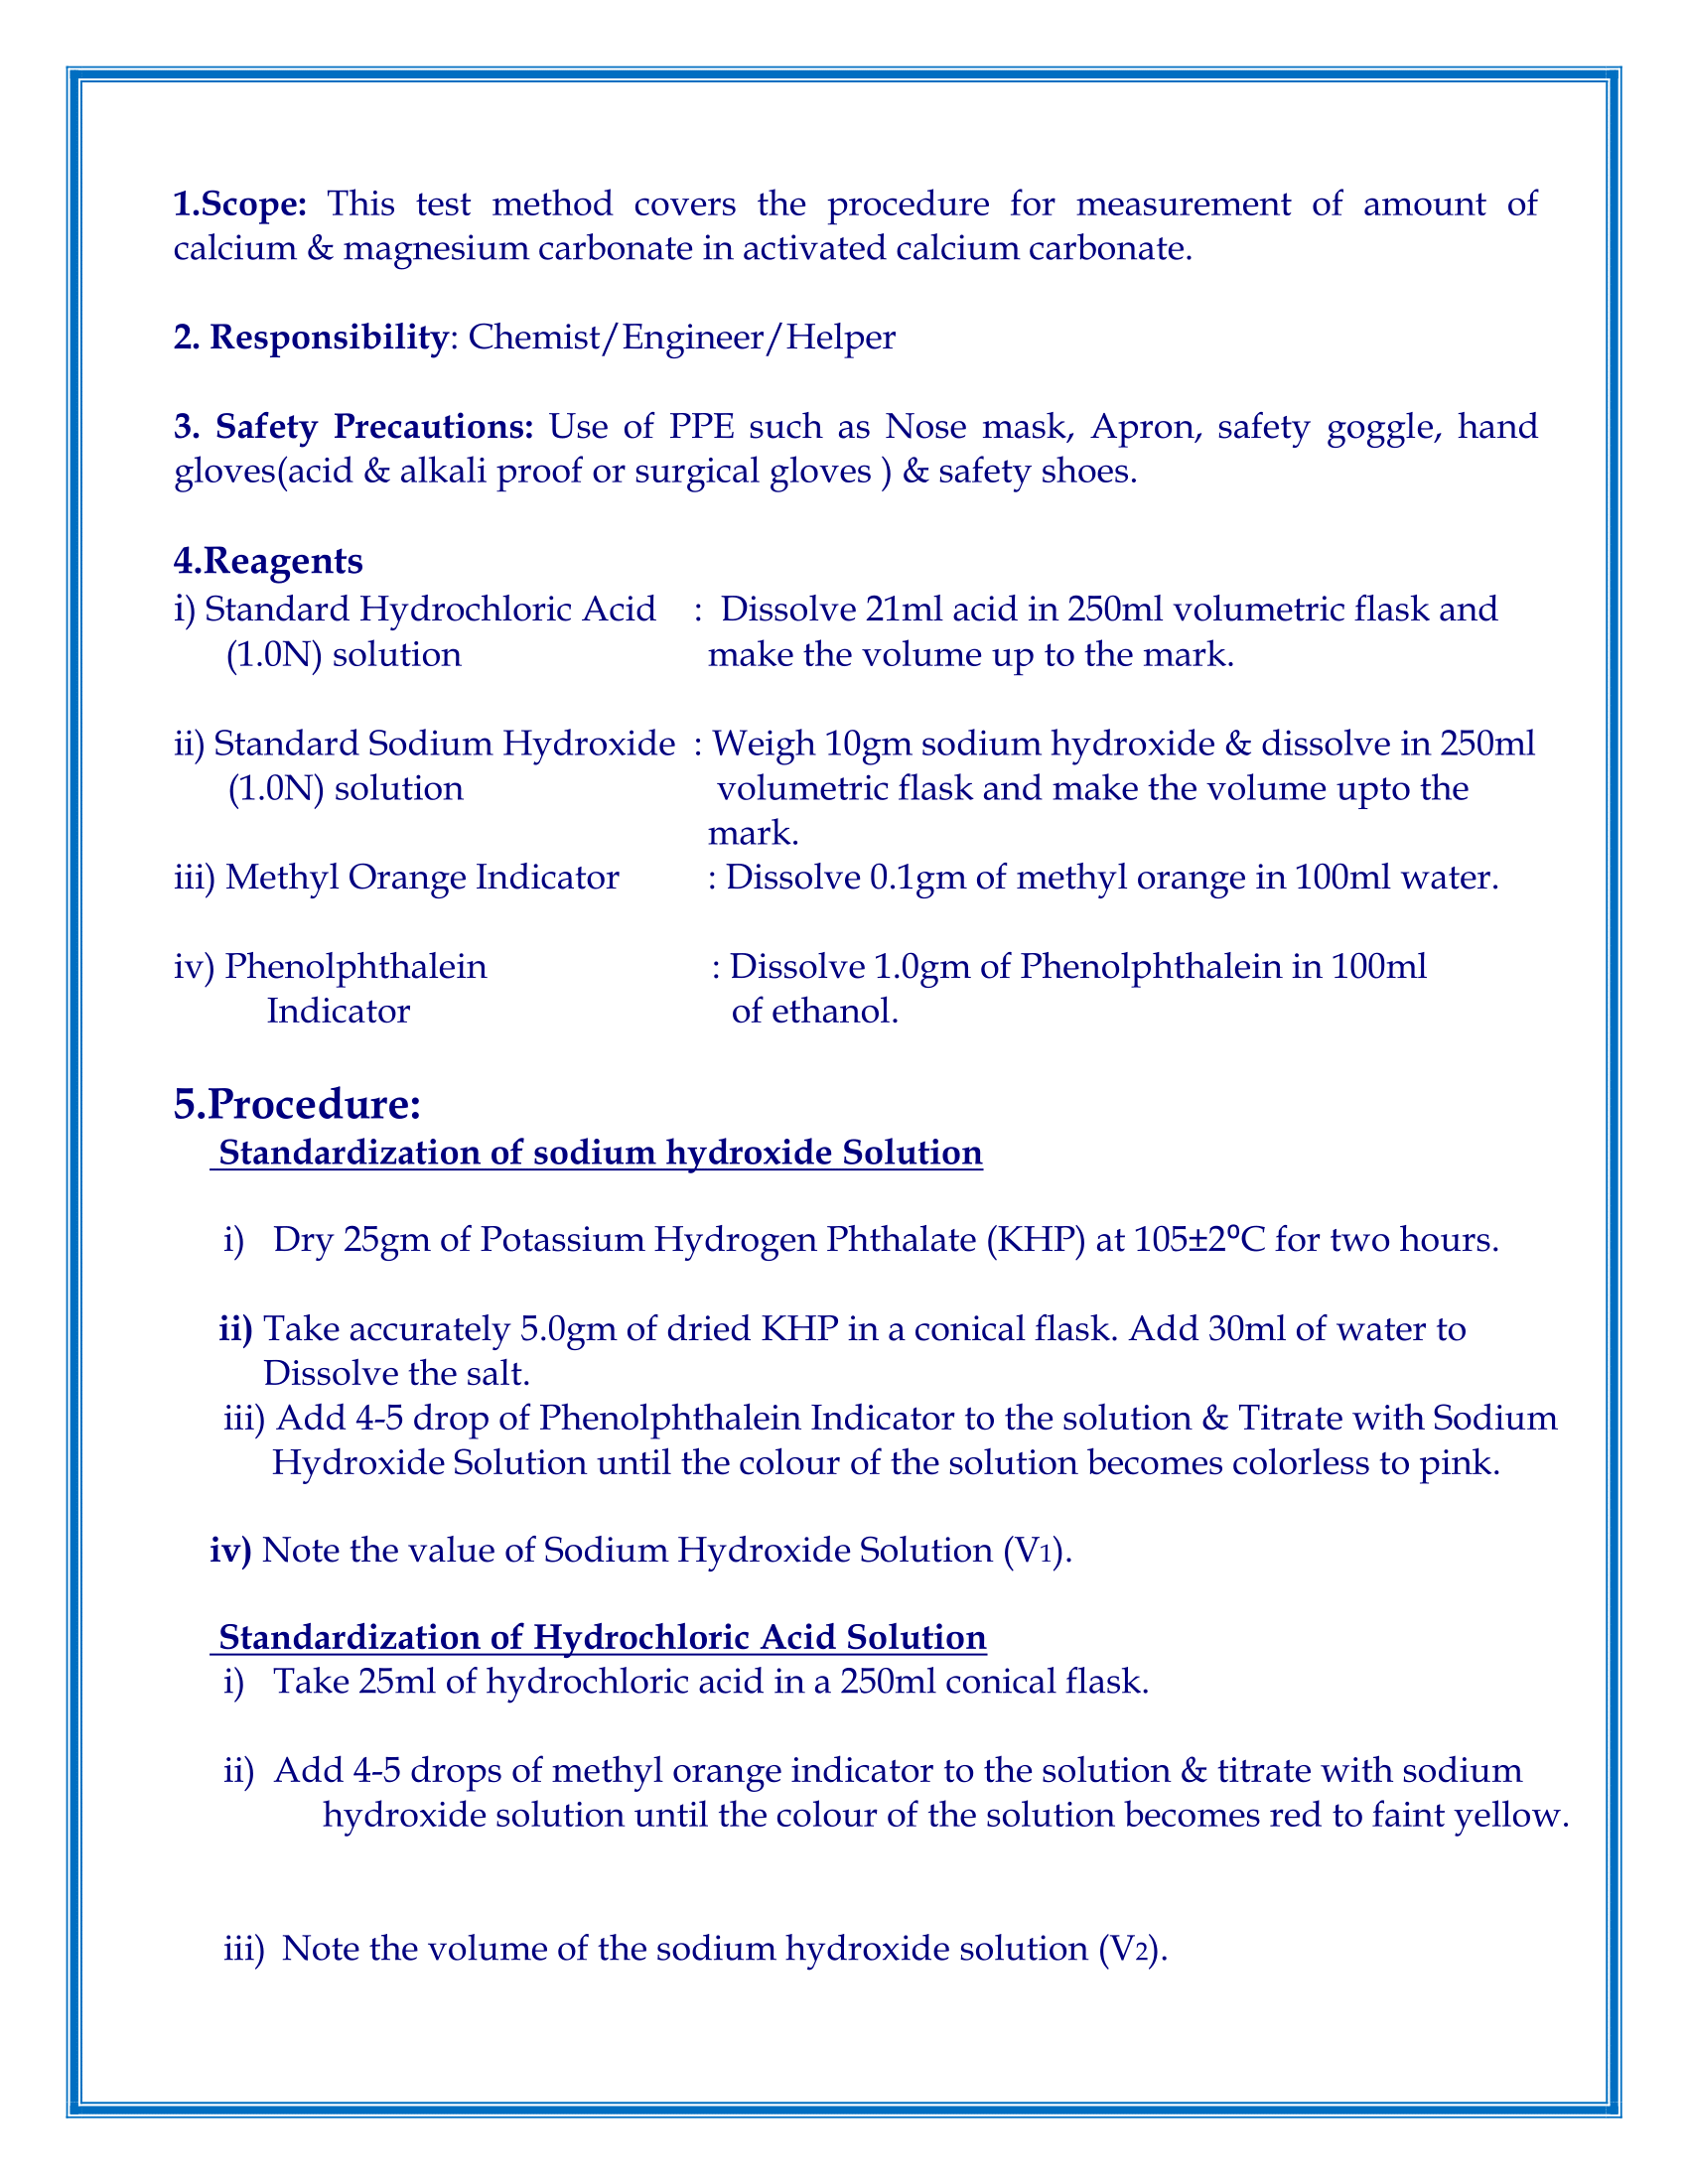 1.Scope: This test method covers the procedure for measurement of amount of
calcium & magnesium carbonate in activated calcium carbonate.
2. Responsibility: Chemist/Engineer/Helper
3. Safety Precautions: Use of PPE such as Nose mask, Apron, safety goggle, hand
gloves(acid & alkali proof or surgical gloves ) & safety shoes.
4.Reagents
i) Standard Hydrochloric Acid : Dissolve 21ml acid in 250ml volumetric flask and
(1.0N) solution make the volume up to the mark.
ii) Standard Sodium Hydroxide : Weigh 10gm sodium hydroxide & dissolve in 250ml
(1.0N) solution volumetric flask and make the volume upto the
mark.
iii) Methyl Orange Indicator : Dissolve 0.1gm of methyl orange in 100ml water.
iv) Phenolphthalein : Dissolve 1.0gm of Phenolphthalein in 100ml
Indicator of ethanol.
5.Procedure:
Standardization of sodium hydroxide Solution
i) Dry 25gm of Potassium Hydrogen Phthalate (KHP) at 105±2⁰C for two hours.
ii) Take accurately 5.0gm of dried KHP in a conical flask. Add 30ml of water to
Dissolve the salt.
iii) Add 4-5 drop of Phenolphthalein Indicator to the solution & Titrate with Sodium
Hydroxide Solution until the colour of the solution becomes colorless to pink.
iv) Note the value of Sodium Hydroxide Solution (V1).
Standardization of Hydrochloric Acid Solution
i) Take 25ml of hydrochloric acid in a 250ml conical flask.
ii) Add 4-5 drops of methyl orange indicator to the solution & titrate with sodium
hydroxide solution until the colour of the solution becomes red to faint yellow.
iii) Note the volume of the sodium hydroxide solution (V2).